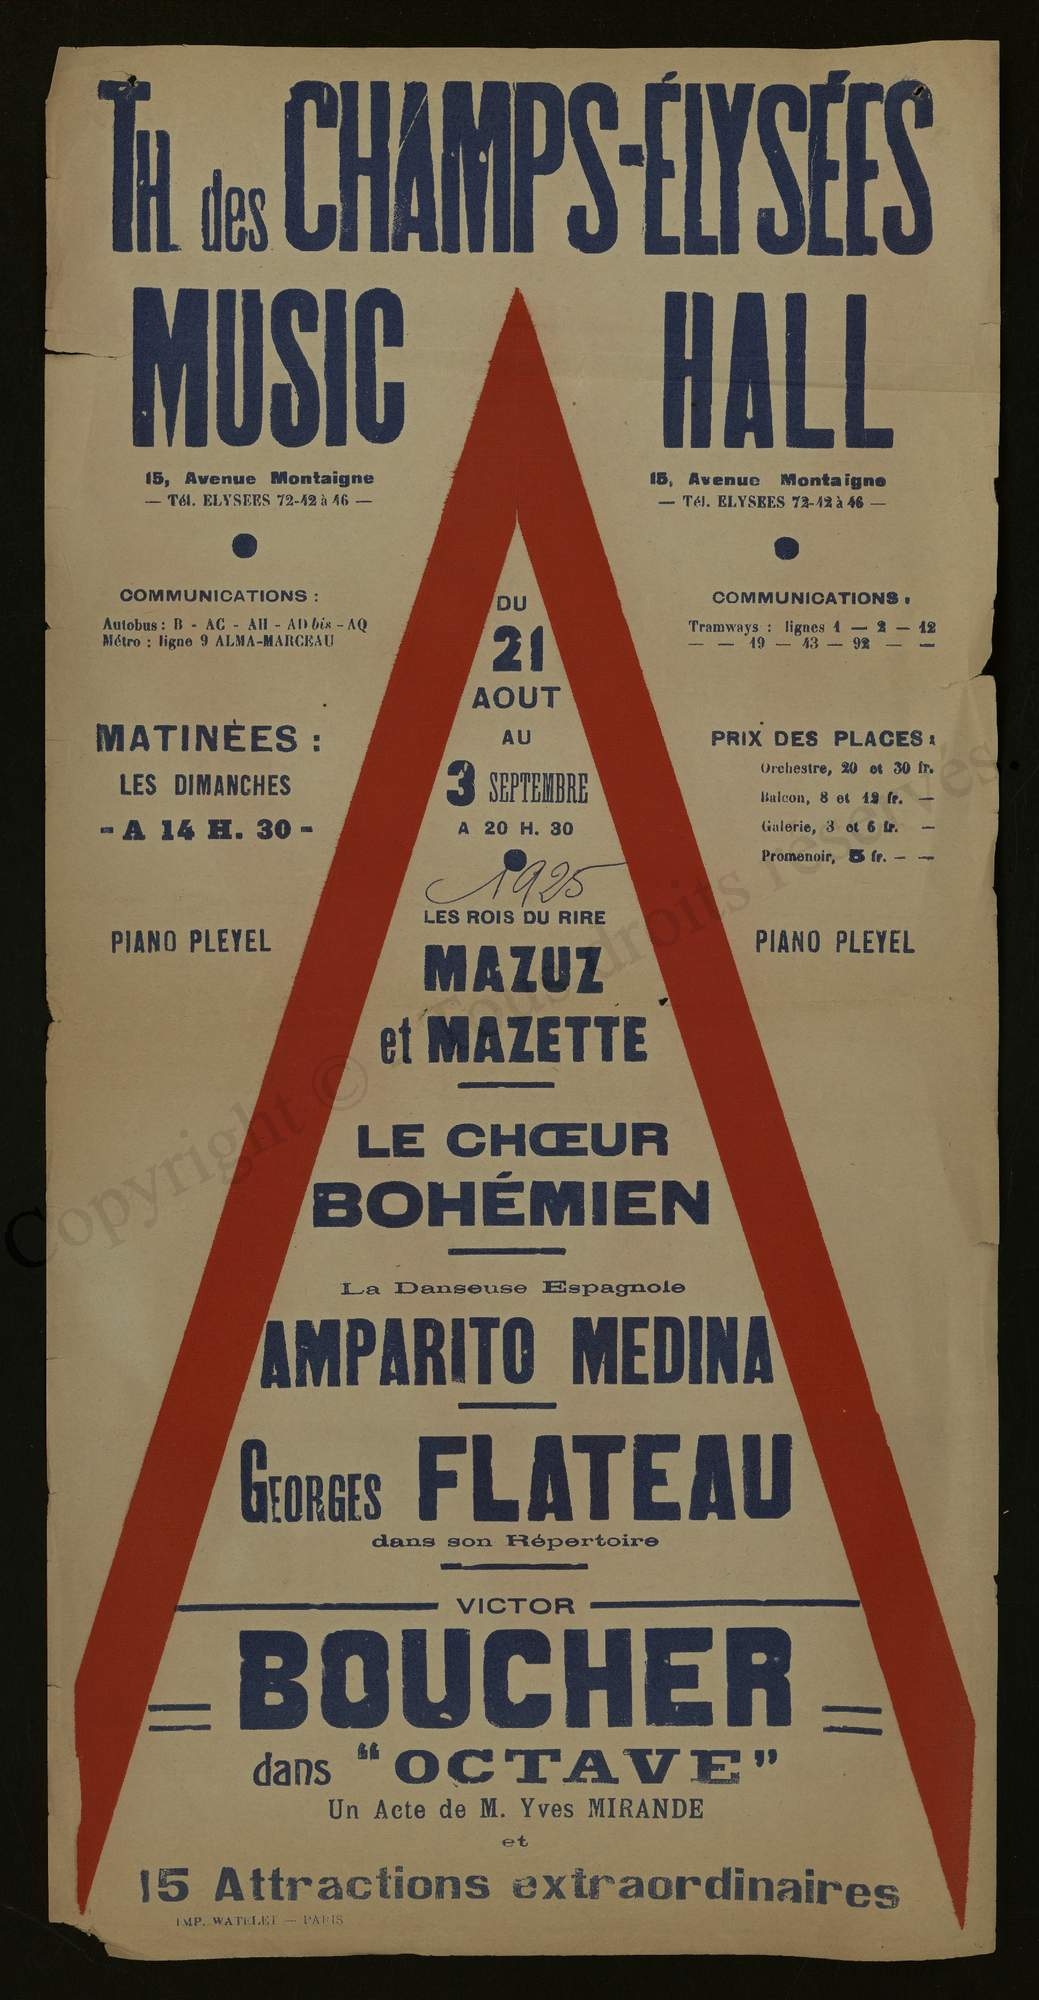 TH. des CHAMPS-ÉLYSÉES
MUSIC HALL
15, Avenue Montaigne
— Tél. ELYSEES 72-42 à 46 —
COMMUNICATIONS :
Autobus : B - AC - AH - AD bis - AQ
Métro : ligne 9 ALMA-MARCEAU
MATINÉES :
LES DIMANCHES
- A 14 H. 30 -
PIANO PLEYEL
15, Avenue Montaigne
— Tél. ELYSEES 72-42 à 46 —
COMMUNICATIONS :
Tramways : lignes 1 — 2 — 12
— — 19 — 43 — 92 — —
PRIX DES PLACES :
Orchestre, 20 et 30 fr.
Balcon, 8 et 12 fr. —
Galerie, 3 et 6 fr. —
Promenoir, 5 fr. — —
PIANO PLEYEL
DU
21
AOUT
AU
3 SEPTEMBRE
A 20 H. 30
1925
LES ROIS DU RIRE
MAZUZ
et MAZETTE
LE CHŒUR
BOHÉMIEN
La Danseuse Espagnole
AMPARITO MEDINA
GEORGES FLATEAU
dans son Répertoire
VICTOR
BOUCHER
dans "OCTAVE"
Un Acte de M. Yves MIRANDE
et
15 Attractions extraordinaires
IMP. WATELET — PARIS
Copyright © Tous droits réservés